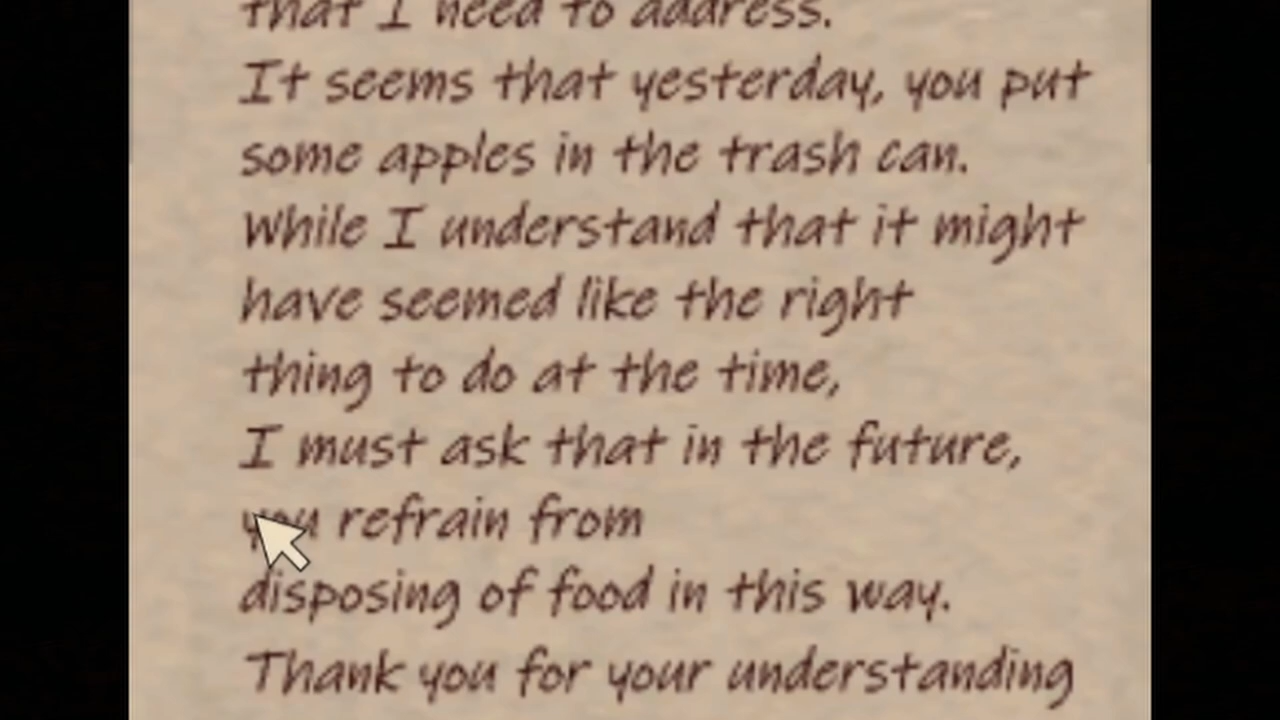 that I need to address.
It seems that yesterday, you put
some apples in the trash can.
While I understand that it might
have seemed like the right
thing to do at the time,
I must ask that in the future,
you refrain from
disposing of food in this way.
Thank you for your understanding